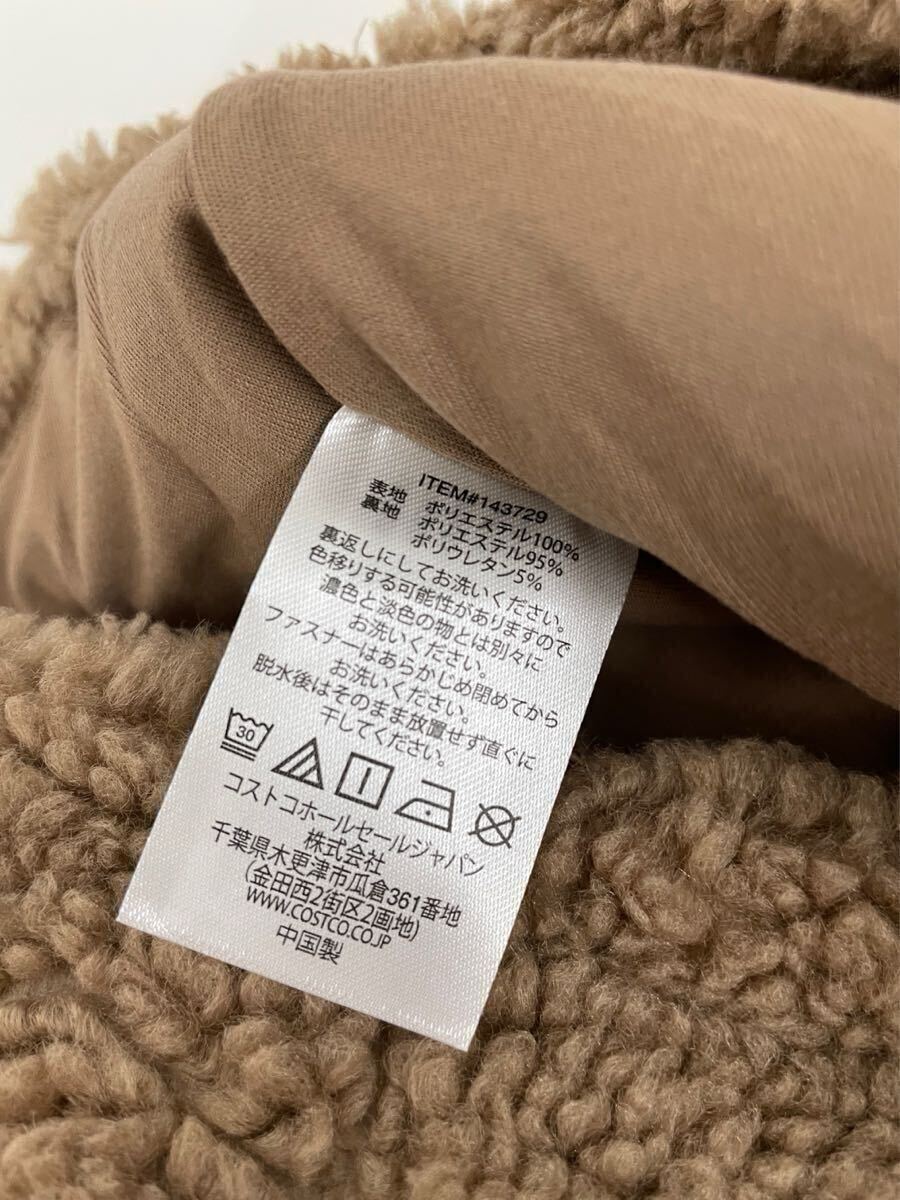 ITEM#143729
表地 ポリエステル100%
裏地 ポリエステル95%
ポリウレタン5%
裏返しにしてお洗いください。
色移りする可能性がありますので
濃色と淡色の物とは別々に
お洗いください。
ファスナーはあらかじめ閉めてから
お洗いください。
脱水後はそのまま放置せず直ぐに
干してください。
30
コストコホールセールジャパン
株式会社
千葉県木更津市瓜倉361番地
(金田西2街区2画地)
WWW.COSTCO.CO.JP
中国製